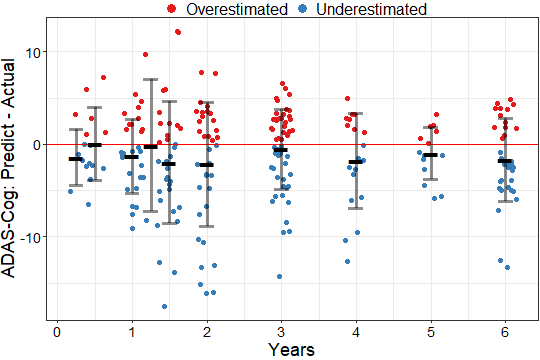 Overestimated Underestimated
ADAS-Cog: Predict - Actual
10
0
-10
0 1 2 3 4 5 6
Years